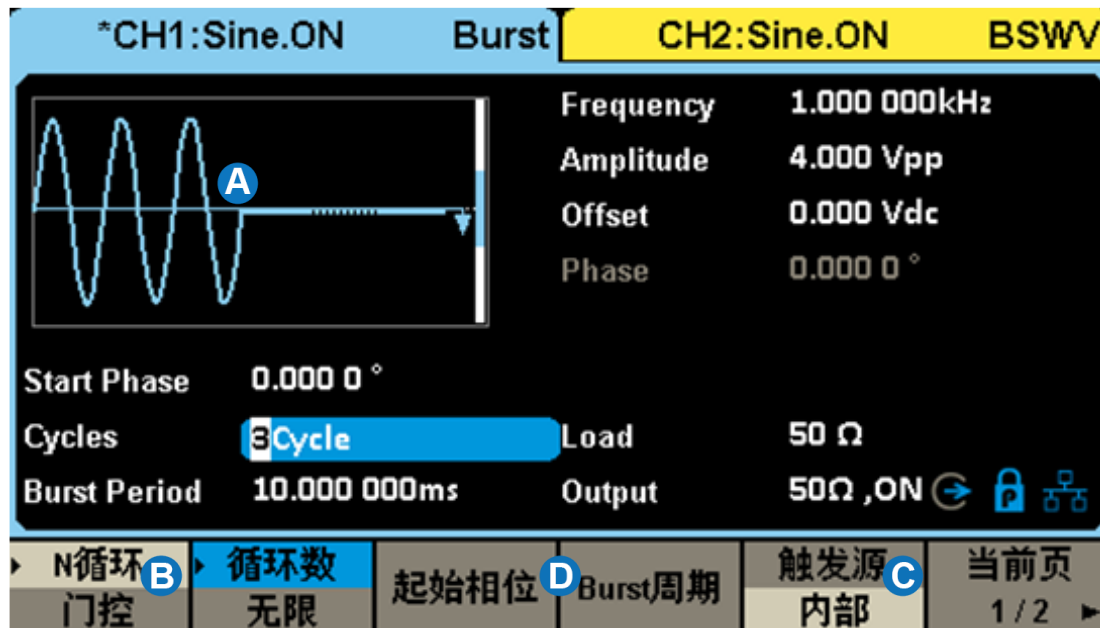 *CH1:Sine.ON Burst CH2:Sine.ON BSWV
Frequency 1.000 000kHz
Amplitude 4.000 Vpp
A
Offset 0.000 Vdc
Phase 0.000 0 °
Start Phase 0.000 0 °
Cycles 3Cycle Load 50 Ω
Burst Period 10.000 000ms Output 50Ω ,ON
N循环 B 循环数 起始相位 D Burst周期 触发源 C 当前页
门控 无限 内部 1/2